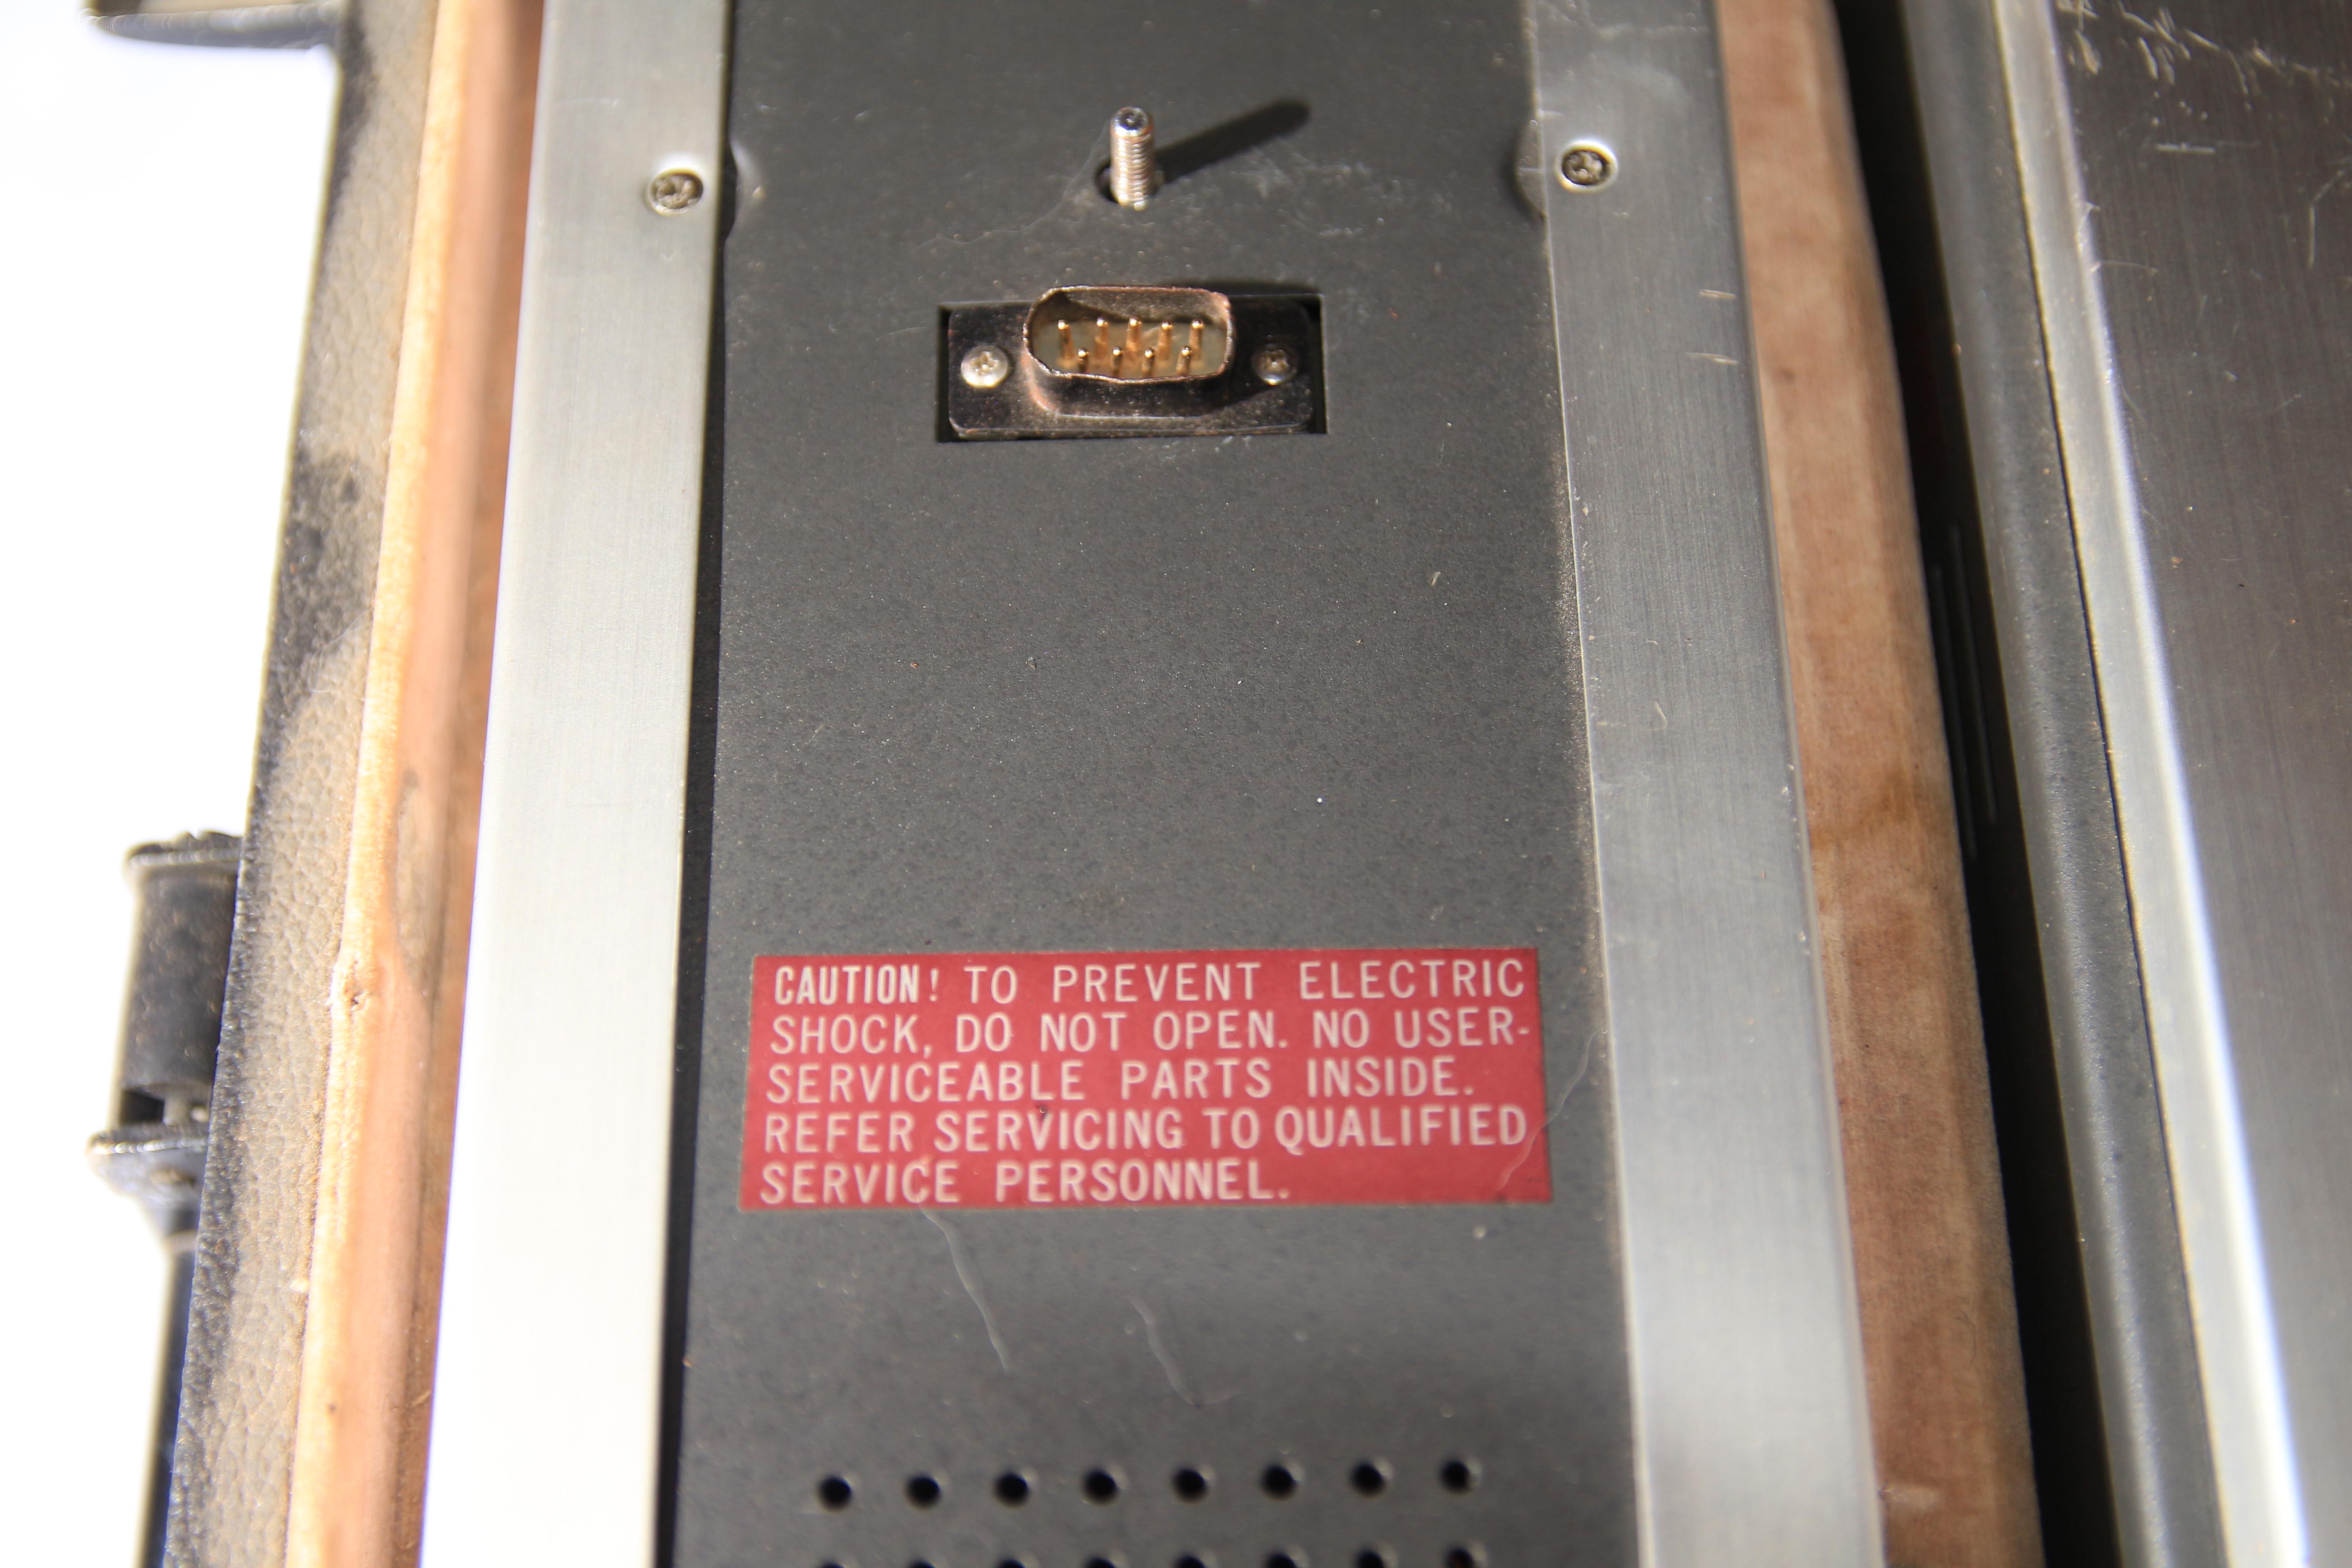 CAUTION! TO PREVENT ELECTRIC
SHOCK, DO NOT OPEN. NO USER-
SERVICEABLE PARTS INSIDE.
REFER SERVICING TO QUALIFIED
SERVICE PERSONNEL.